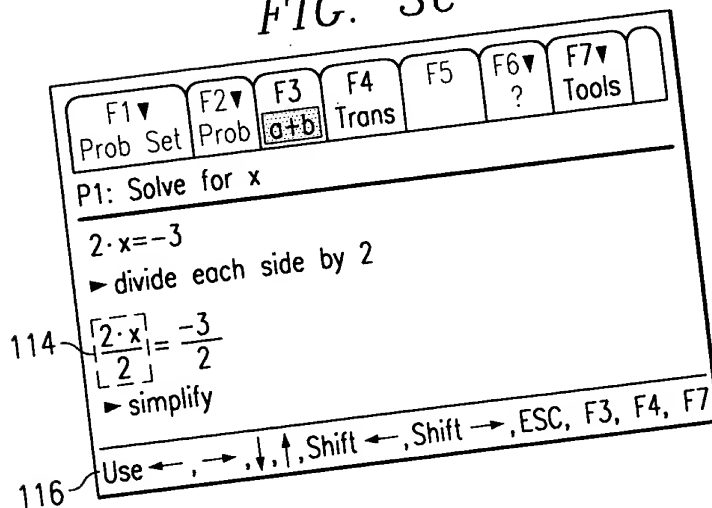 FIG. 3C
F1▼ F2▼ F3 F4 F5 F6▼ F7▼
Prob Set Prob a+b Trans ? Tools
P1: Solve for x
2·x=-3
► divide each side by 2
114
2·x = -3
2 2
► simplify
116
Use ←, →, ↓, ↑, Shift ←, Shift →, ESC, F3, F4, F7